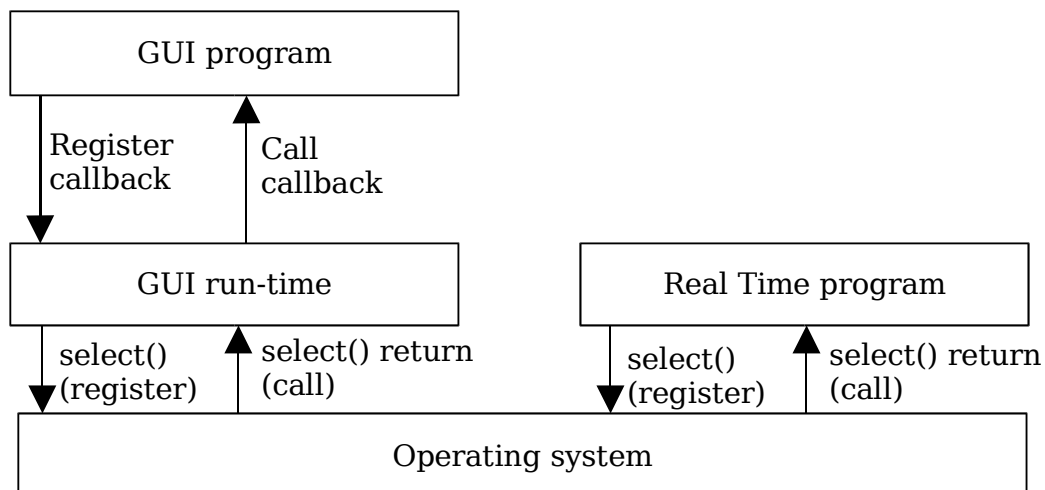 GUI program
Register
callback
Call
callback
GUI run-time
Real Time program
select()
(register)
select() return
(call)
select()
(register)
select() return
(call)
Operating system